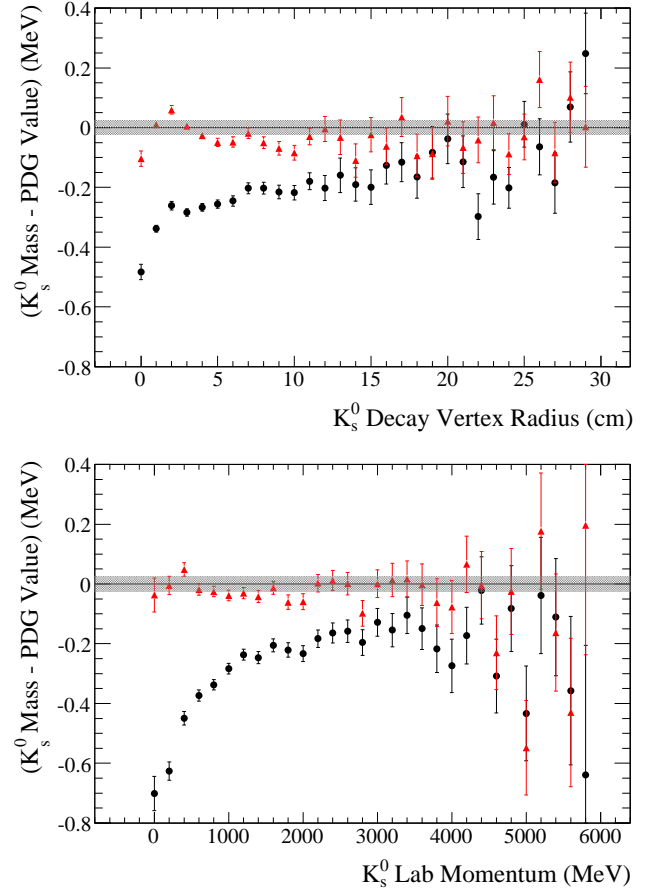 (K⁰ₛ Mass - PDG Value) (MeV)
0.4
0.2
0
-0.2
-0.4
-0.6
-0.8
0 5 10 15 20 25 30
K⁰ₛ Decay Vertex Radius (cm)
(K⁰ₛ Mass - PDG Value) (MeV)
0.4
0.2
0
-0.2
-0.4
-0.6
-0.8
0 1000 2000 3000 4000 5000 6000
K⁰ₛ Lab Momentum (MeV)